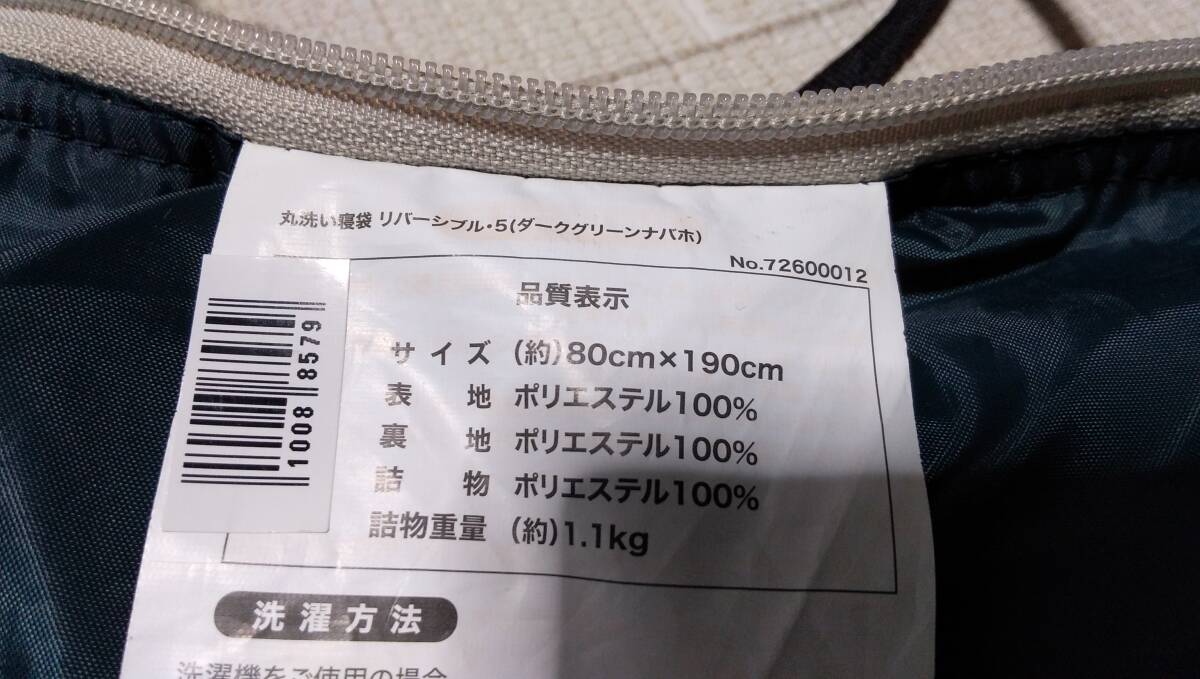 丸洗い寝袋 リバーシブル・5(ダークグリーンナバホ)
No.72600012
品質表示
サイズ (約)80cm×190cm
表地 ポリエステル100%
裏地 ポリエステル100%
詰物 ポリエステル100%
詰物重量 (約)1.1kg
1008 8579
洗濯方法
洗濯機をご使用の場合